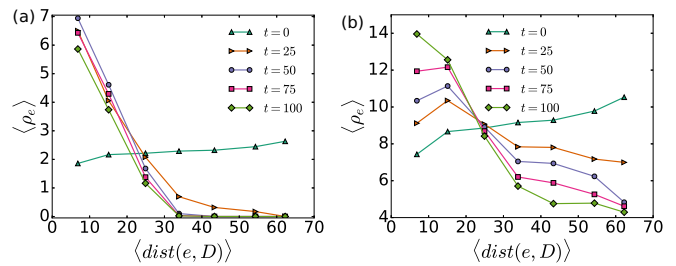 (a)
7
6
5
4
3
2
1
0
⟨ρ_e⟩
t = 0
t = 25
t = 50
t = 75
t = 100
0 10 20 30 40 50 60 70
⟨dist(e, D)⟩
(b)
14
12
10
8
6
4
⟨ρ_e⟩
t = 0
t = 25
t = 50
t = 75
t = 100
0 10 20 30 40 50 60 70
⟨dist(e, D)⟩